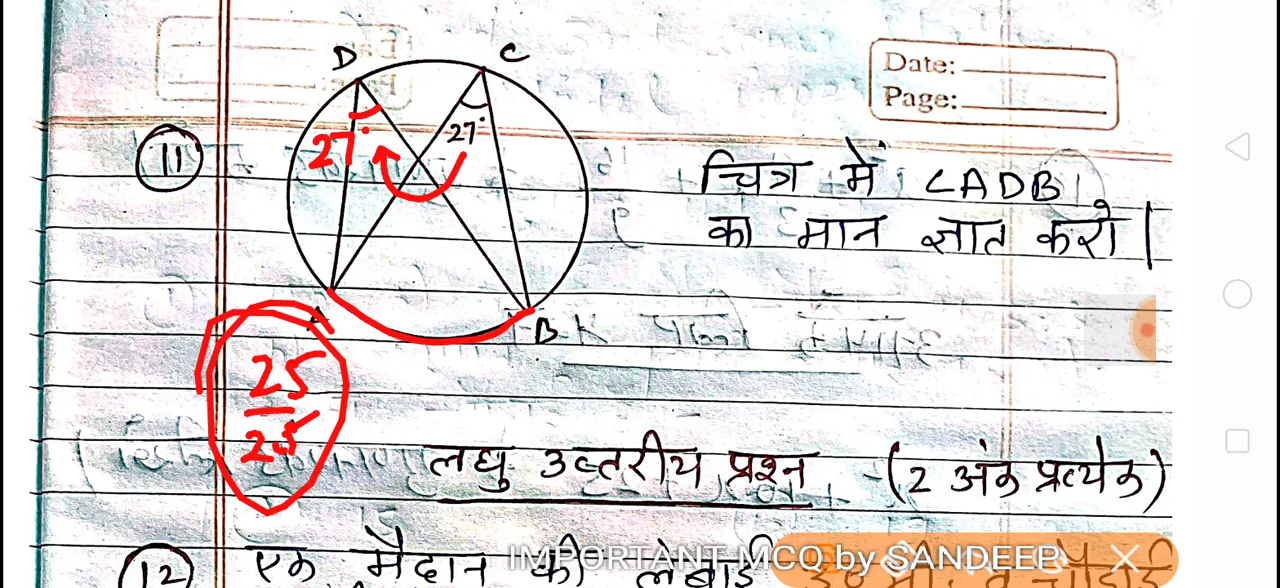 D
C
Date:
Page:
27°
27°
11
चित्र में ∠ADB
का मान ज्ञात करो|
B
25
25
लघु उत्तरीय प्रश्न (2 अंक प्रत्येक)
12 एक मैदान की लंबाई
IMPORTANT MCQ by SANDEEP